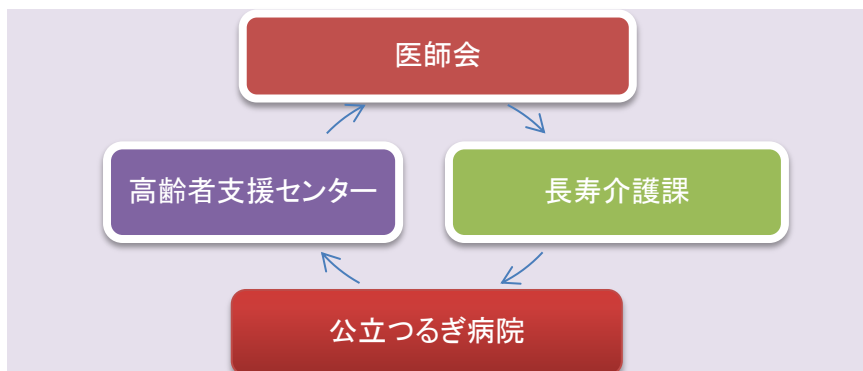 医師会
高齢者支援センター
長寿介護課
公立つるぎ病院